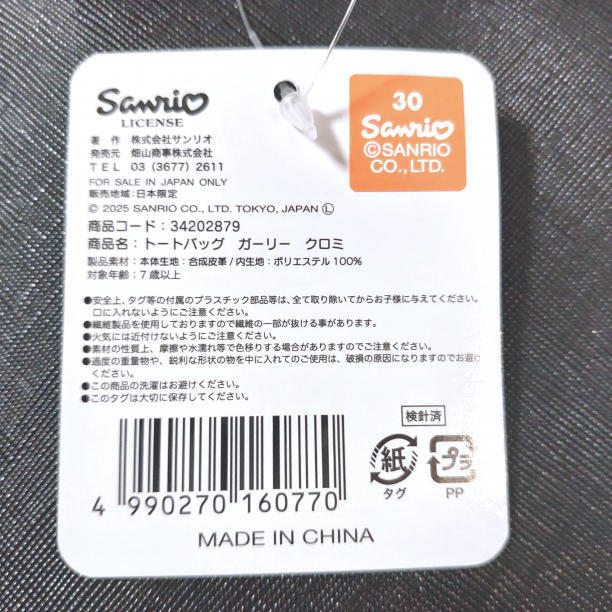 Sanrio
LICENSE
著　作　株式会社サンリオ
発売元　畑山商事株式会社
TEL 03 (3677) 2611
FOR SALE IN JAPAN ONLY
販売地域:日本限定
© 2025 SANRIO CO., LTD. TOKYO, JAPAN Ⓛ
商品コード：34202879
商品名：トートバッグ　ガーリー　クロミ
製品素材：本体生地：合成皮革 / 内生地：ポリエステル 100%
対象年齢：7 歳以上
30
Sanrio
©SANRIO
CO.,LTD.
●安全上、タグ等の付属のプラスチック部品等は、全て取り除いてからお子様に与えてください。
口に入れないようにご注意ください。
●繊維製品を使用しておりますので繊維の一部が抜ける事があります。
●火気には近付けないようにご注意ください。
●素材の性質上、摩擦や水濡れ等で色移りする場合がありますのでご注意ください。
●過度の重量物や、鋭利な形状の物を中に入れてのご使用は、破損の原因になりますのでお避け
ください。
●この商品の洗濯はお避けください。
●このタグは大切に保存してください。
検針済
4 990270 160770
紙
タグ
プラ
PP
MADE IN CHINA